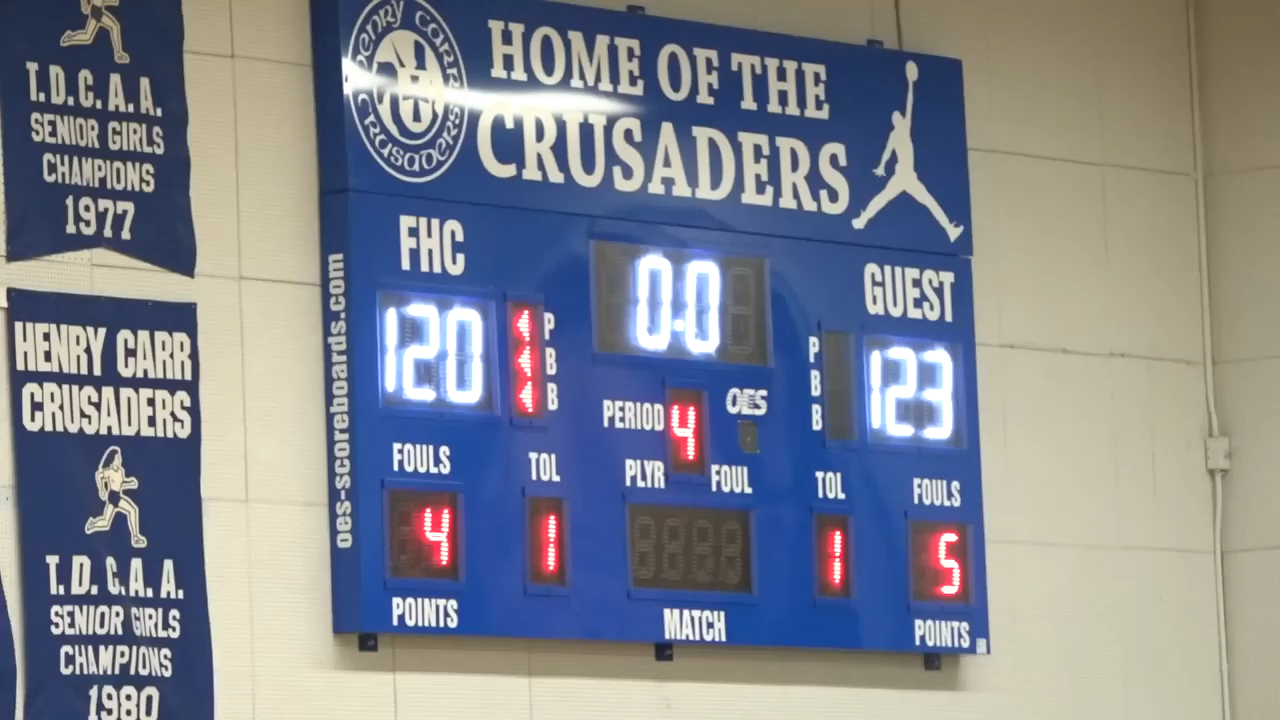 T.D.C.A.A.
SENIOR GIRLS
CHAMPIONS
1977
HENRY CARR
CRUSADERS
T.D.C.A.A.
SENIOR GIRLS
CHAMPIONS
1980
HENRY CARR
CRUSADERS
HOME OF THE
CRUSADERS
oes-scoreboards.com
FHC
0.0
GUEST
120
P
B
B
P
B
B
123
PERIOD 4
OES
FOULS
TOL
PLYR
FOUL
TOL
FOULS
4
1
1
5
POINTS
MATCH
POINTS